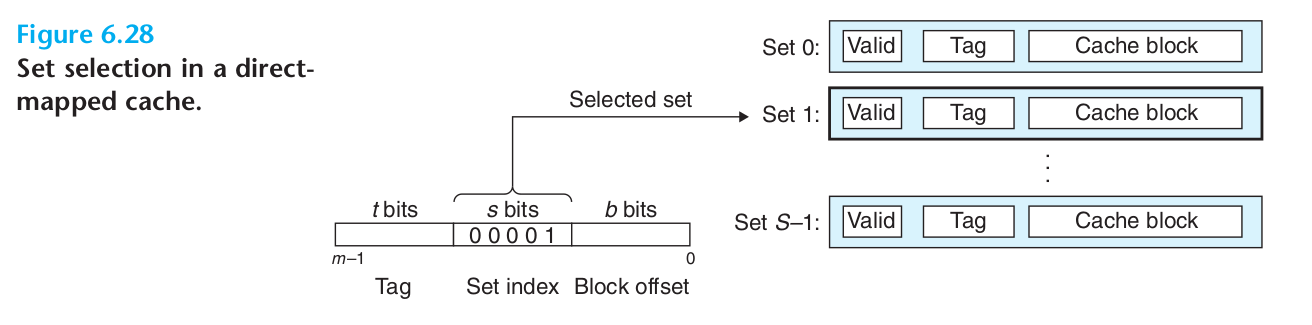 Figure 6.28
Set selection in a direct-
mapped cache.
Set 0: Valid Tag Cache block
Selected set
Set 1: Valid Tag Cache block
⋮
t bits s bits b bits
Set S–1: Valid Tag Cache block
0 0 0 0 1
m–1 0
Tag Set index Block offset